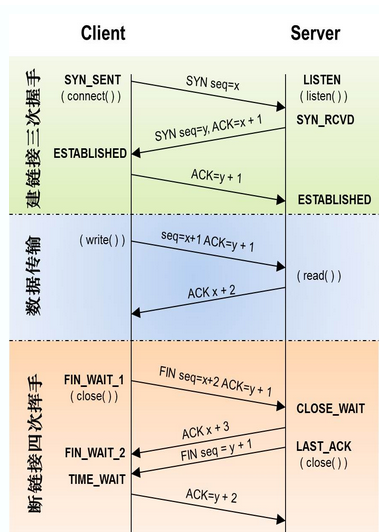 Client
Server
建链接三次握手
SYN_SENT
( connect( ) )
SYN seq=x
LISTEN
( listen( ) )
SYN_RCVD
SYN seq=y, ACK=x + 1
ESTABLISHED
ACK=y + 1
ESTABLISHED
数据传输
( write( ) )
seq=x+1 ACK=y + 1
( read( ) )
ACK x + 2
断链接四次挥手
FIN_WAIT_1
( close( ) )
FIN seq=x+2 ACK=y + 1
CLOSE_WAIT
ACK x + 3
FIN_WAIT_2
FIN seq = y + 1
LAST_ACK
( close( ) )
TIME_WAIT
ACK=y + 2